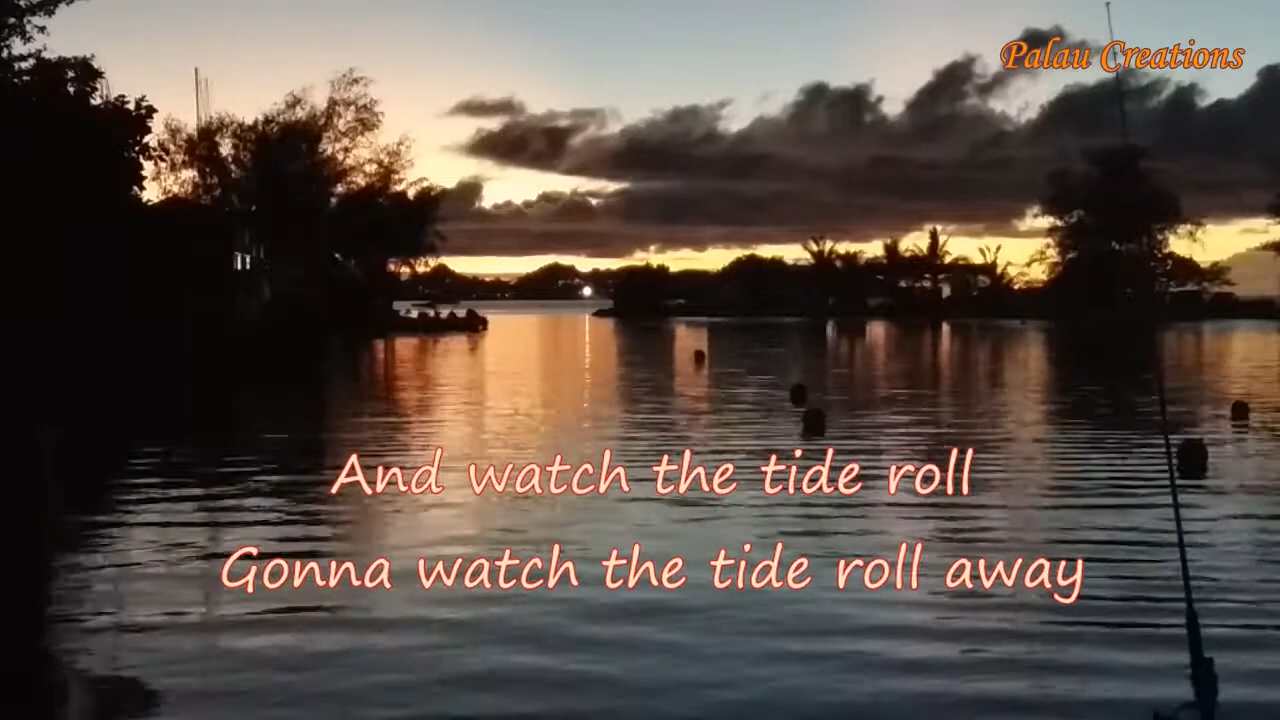 Palau Creations
And watch the tide roll
Gonna watch the tide roll away